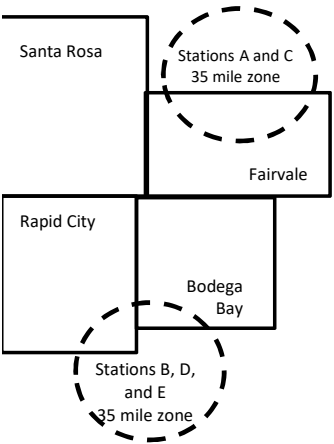 Santa Rosa
Stations A and C
35 mile zone
Fairvale
Rapid City
Bodega
Bay
Stations B, D,
and E
35 mile zone